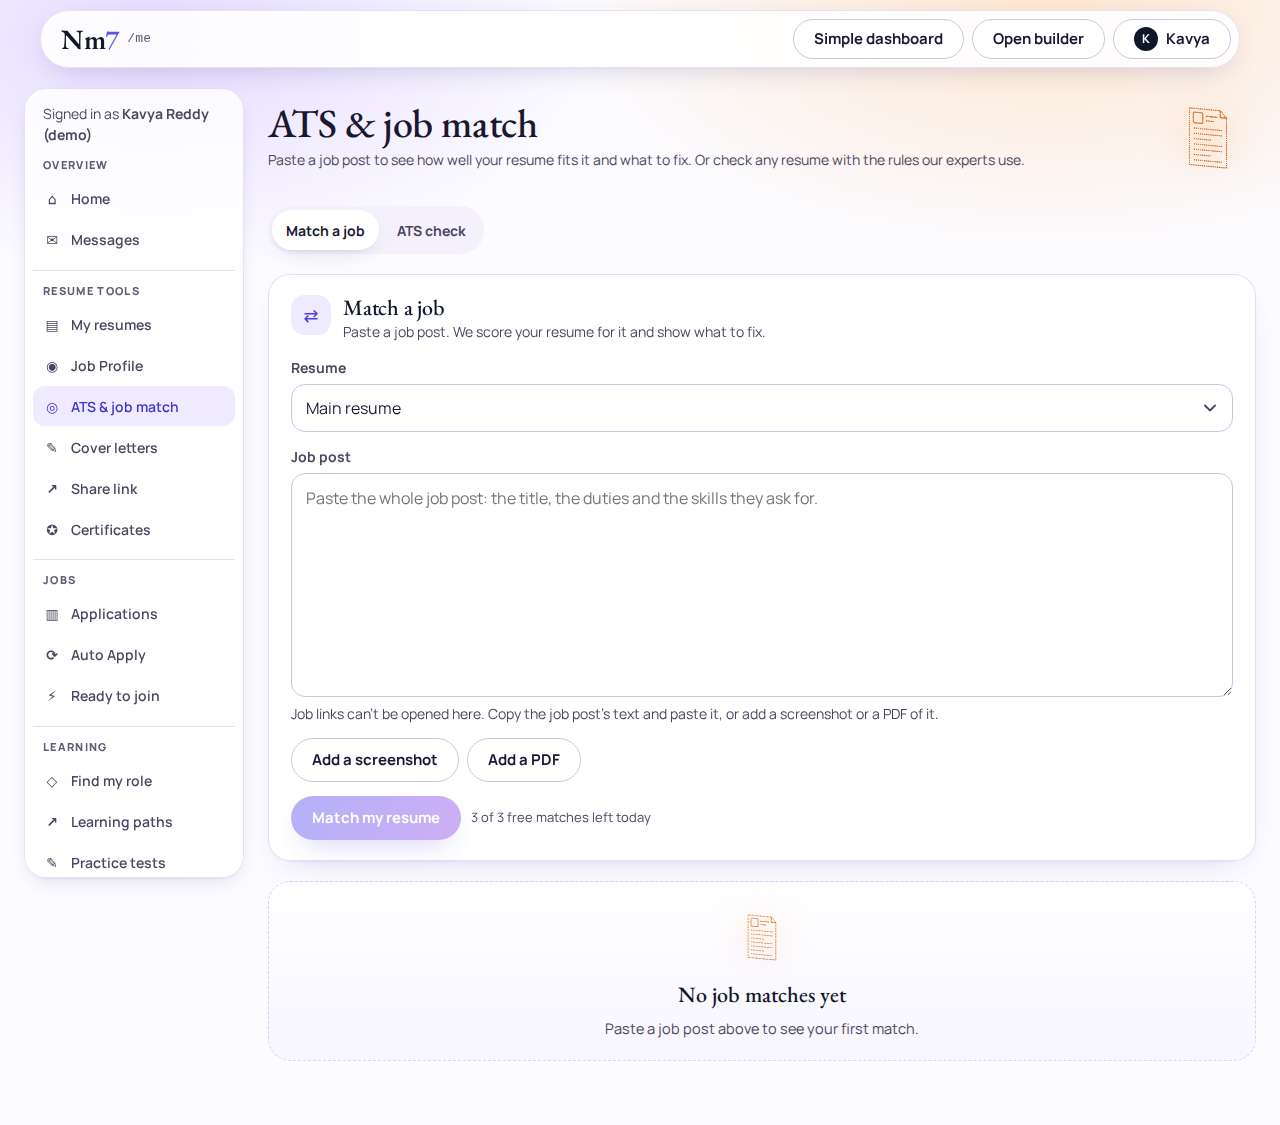 Nm7 /me
Simple dashboard
Open builder
K Kavya
Signed in as Kavya Reddy
(demo)
OVERVIEW
Home
Messages
RESUME TOOLS
My resumes
Job Profile
ATS & job match
Cover letters
Share link
Certificates
JOBS
Applications
Auto Apply
Ready to join
LEARNING
Find my role
Learning paths
Practice tests
ATS & job match
Paste a job post to see how well your resume fits it and what to fix. Or check any resume with the rules our experts use.
Match a job
ATS check
Match a job
Paste a job post. We score your resume for it and show what to fix.
Resume
Main resume
Job post
Paste the whole job post: the title, the duties and the skills they ask for.
Job links can't be opened here. Copy the job post's text and paste it, or add a screenshot or a PDF of it.
Add a screenshot
Add a PDF
Match my resume
3 of 3 free matches left today
No job matches yet
Paste a job post above to see your first match.